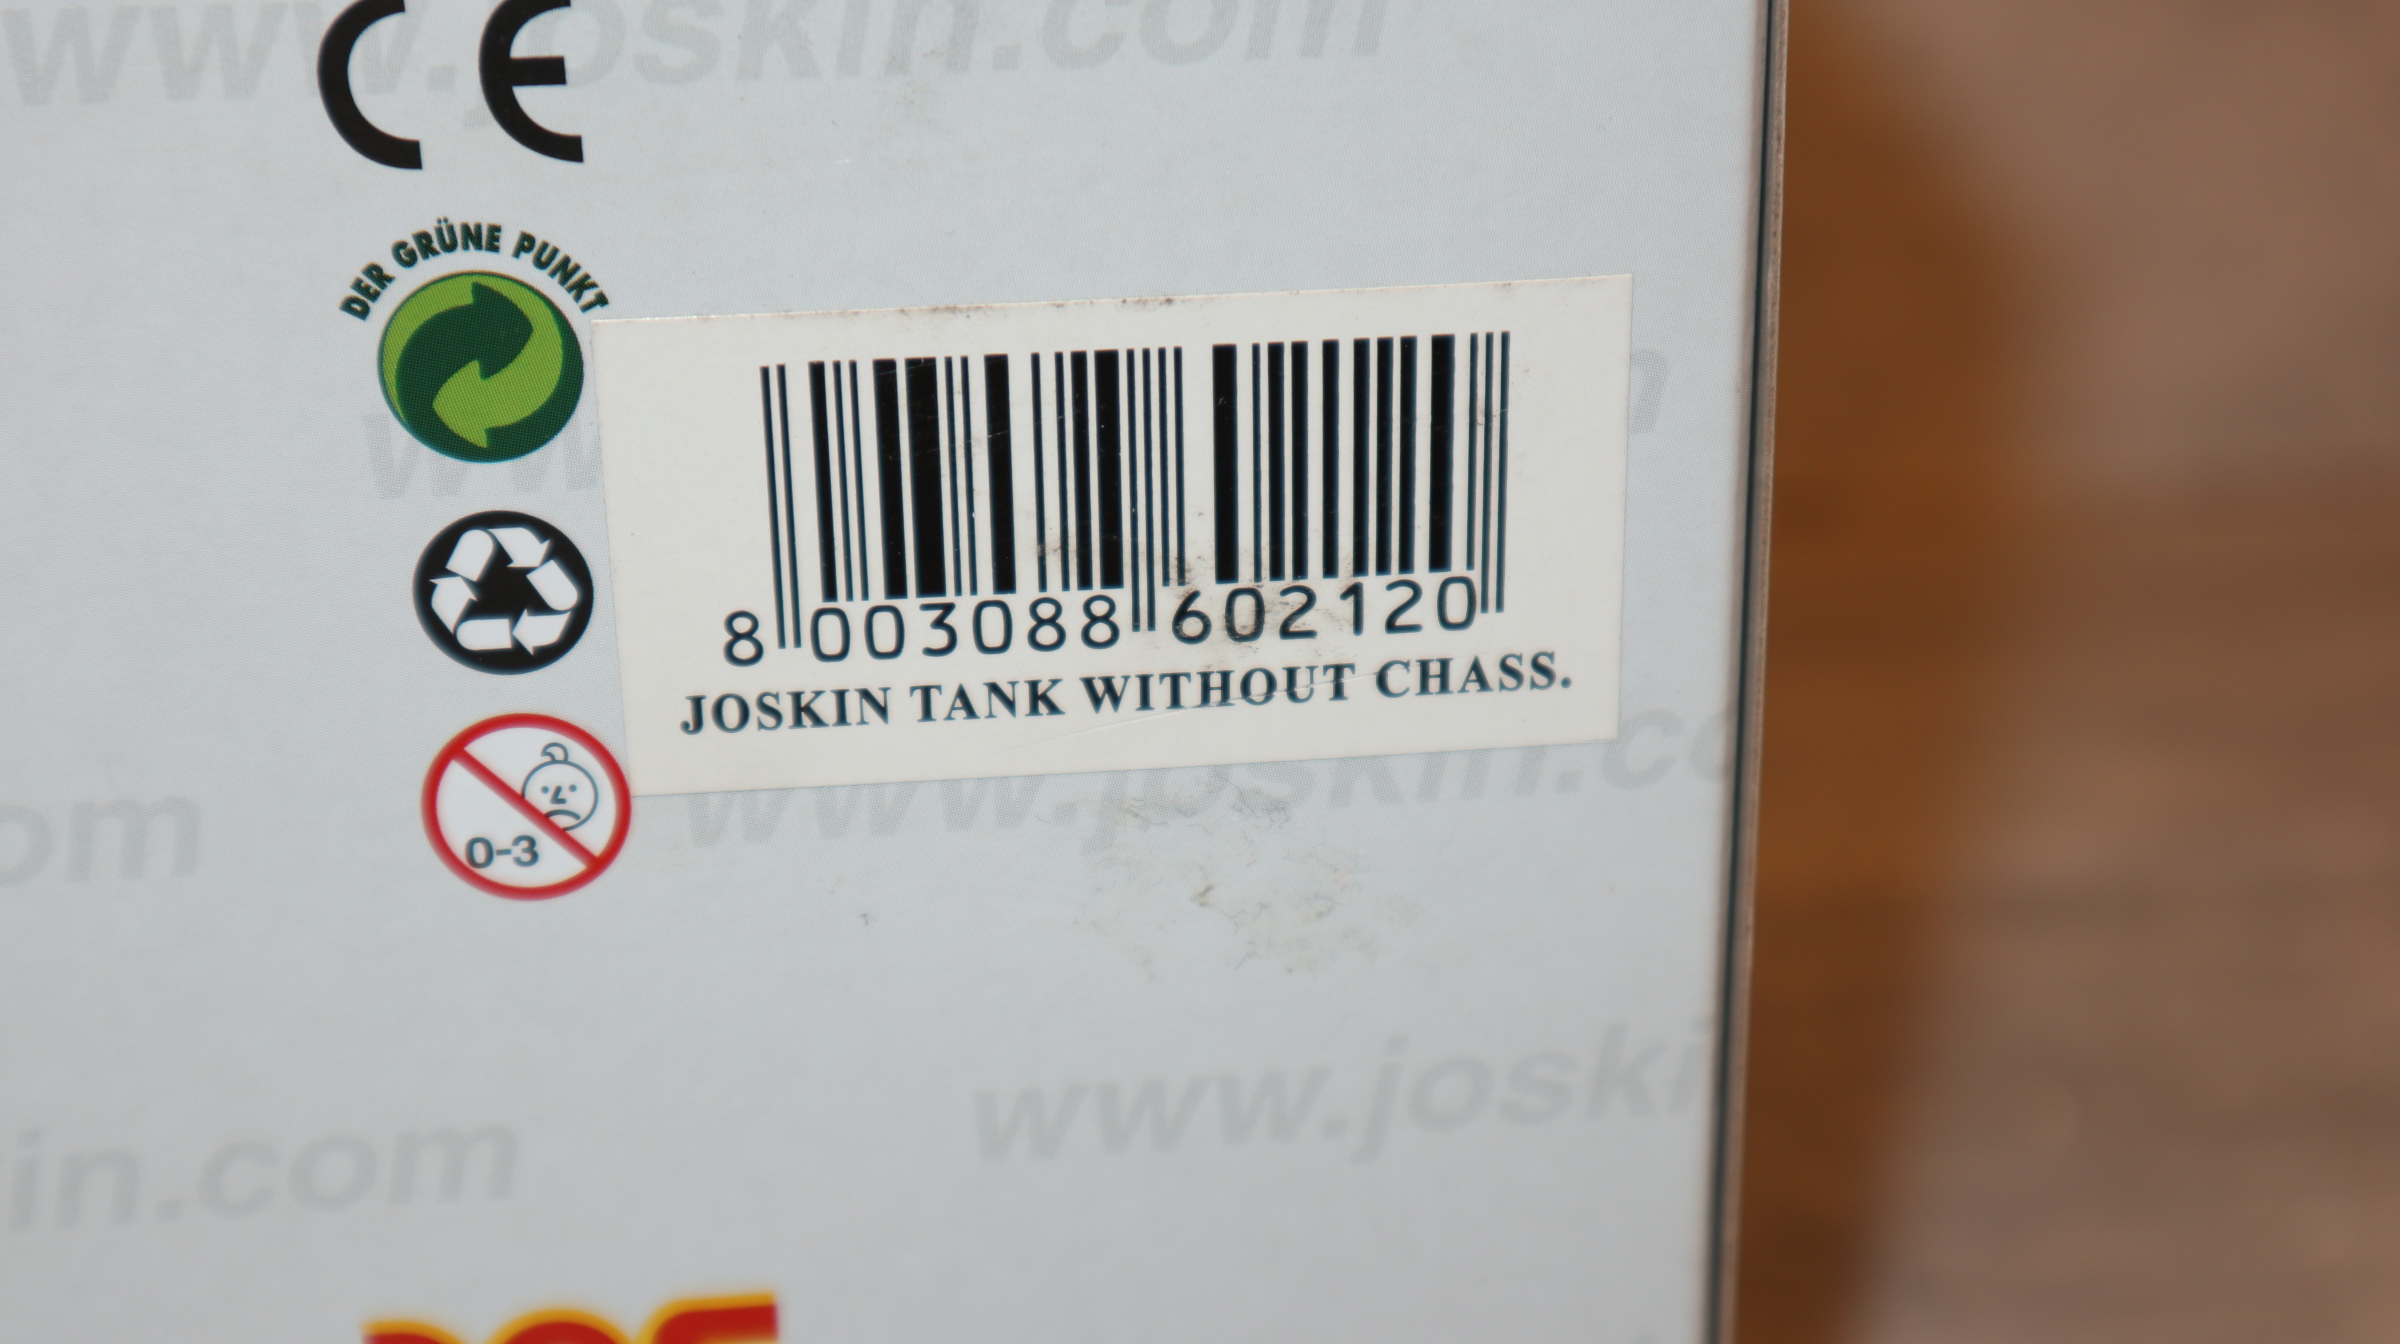 www.joskin.com
CE
DER GRÜNE PUNKT
8 003088 602120
JOSKIN TANK WITHOUT CHASS.
www.joskin.co
0-3
om
www.joski
in.com